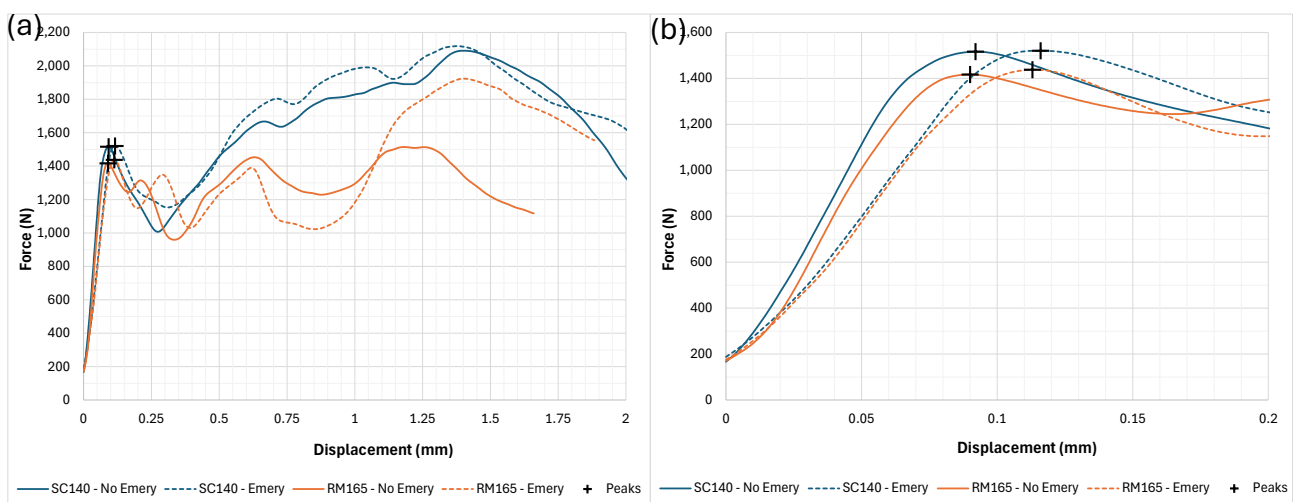 (a)
2,200
2,000
1,800
1,600
1,400
1,200
1,000
800
600
400
200
0
Force (N)
0 0.25 0.5 0.75 1 1.25 1.5 1.75 2
Displacement (mm)
SC140 - No Emery SC140 - Emery RM165 - No Emery RM165 - Emery Peaks
(b)
1,600
1,400
1,200
1,000
800
600
400
200
0
Force (N)
0 0.05 0.1 0.15 0.2
Displacement (mm)
SC140 - No Emery SC140 - Emery RM165 - No Emery RM165 - Emery Peaks